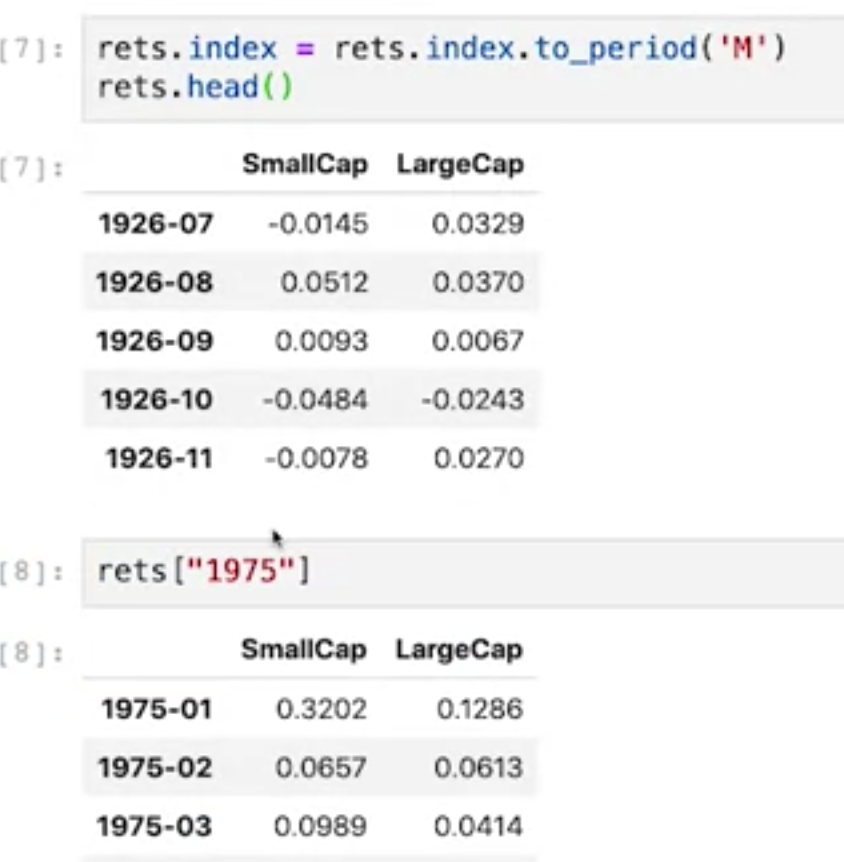 [7]: rets.index = rets.index.to_period('M')
rets.head()
[7]:
SmallCap LargeCap
1926-07 -0.0145 0.0329
1926-08 0.0512 0.0370
1926-09 0.0093 0.0067
1926-10 -0.0484 -0.0243
1926-11 -0.0078 0.0270
[8]: rets["1975"]
[8]:
SmallCap LargeCap
1975-01 0.3202 0.1286
1975-02 0.0657 0.0613
1975-03 0.0989 0.0414